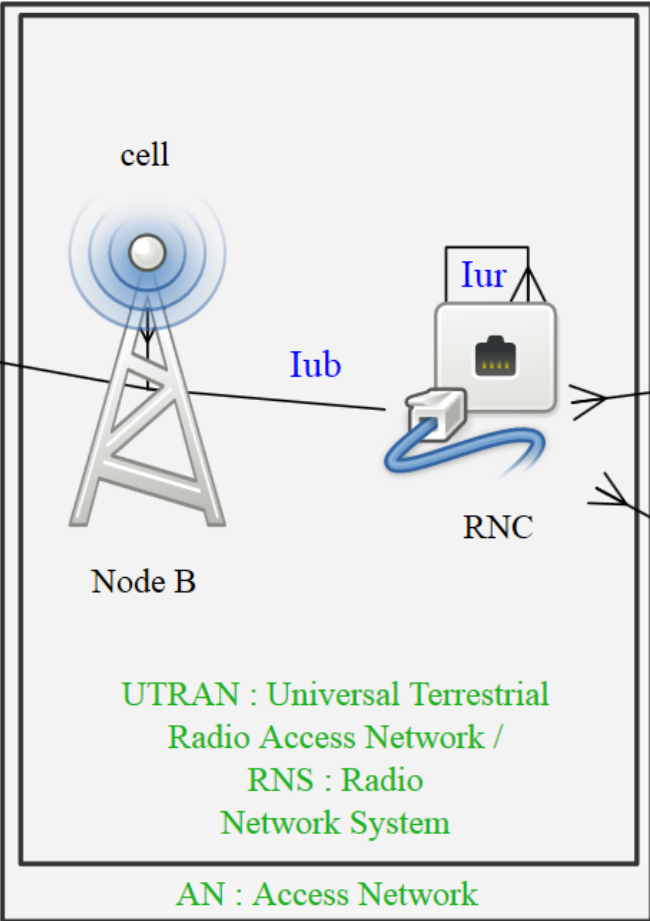 cell
Iur
Iub
RNC
Node B
UTRAN : Universal Terrestrial
Radio Access Network /
RNS : Radio
Network System
AN : Access Network